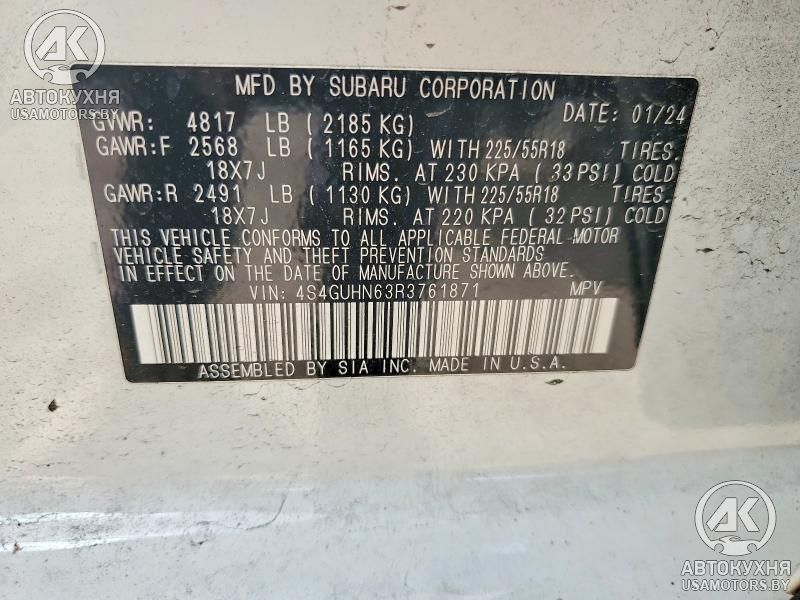 AK
АВТОКУХНЯ
USAMOTORS.BY
MFD BY SUBARU CORPORATION
DATE: 01/24
GVWR: 4817 LB (2185 KG)
GAWR:F 2568 LB (1165 KG) WITH 225/55R18 TIRES.
18X7J RIMS. AT 230 KPA (33 PSI) COLD
GAWR:R 2491 LB (1130 KG) WITH 225/55R18 TIRES.
18X7J RIMS. AT 220 KPA (32 PSI) COLD
THIS VEHICLE CONFORMS TO ALL APPLICABLE FEDERAL MOTOR
VEHICLE SAFETY AND THEFT PREVENTION STANDARDS
IN EFFECT ON THE DATE OF MANUFACTURE SHOWN ABOVE.
VIN: 4S4GUHN63R3761871 MPV
ASSEMBLED BY SIA INC. MADE IN U.S.A.
AK
АВТОКУХНЯ
USAMOTORS.BY